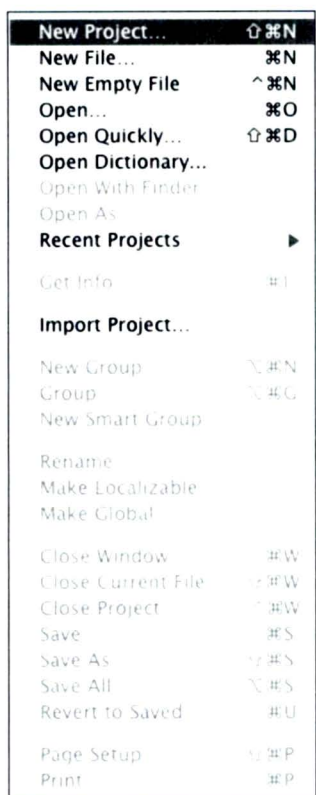 New Project... ⇧⌘N
New File... ⌘N
New Empty File ^⌘N
Open... ⌘O
Open Quickly... ⇧⌘D
Open Dictionary...
Open With Finder
Open As
Recent Projects ▶
Get Info ⌘I
Import Project...
New Group ⌥⌘N
Group ⌥⌘G
New Smart Group
Rename
Make Localizable
Make Global
Close Window ⌘W
Close Current File ⇧⌘W
Close Project ^⌘W
Save ⌘S
Save As ⇧⌘S
Save All ⌥⌘S
Revert to Saved ⌘U
Page Setup ⇧⌘P
Print ⌘P